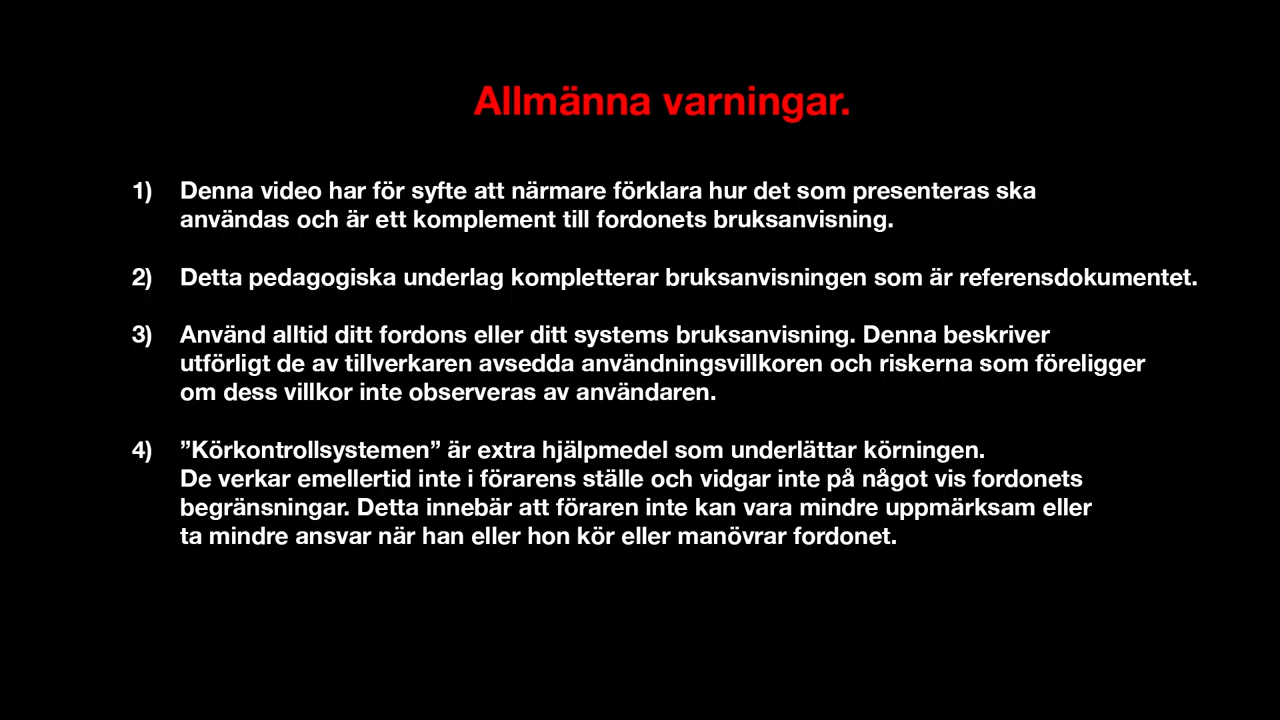 Allmänna varningar.
1) Denna video har för syfte att närmare förklara hur det som presenteras ska
användas och är ett komplement till fordonets bruksanvisning.
2) Detta pedagogiska underlag kompletterar bruksanvisningen som är referensdokumentet.
3) Använd alltid ditt fordons eller ditt systems bruksanvisning. Denna beskriver
utförligt de av tillverkaren avsedda användningsvillkoren och riskerna som föreligger
om dess villkor inte observeras av användaren.
4) ”Körkontrollsystemen” är extra hjälpmedel som underlättar körningen.
De verkar emellertid inte i förarens ställe och vidgar inte på något vis fordonets
begränsningar. Detta innebär att föraren inte kan vara mindre uppmärksam eller
ta mindre ansvar när han eller hon kör eller manövrar fordonet.